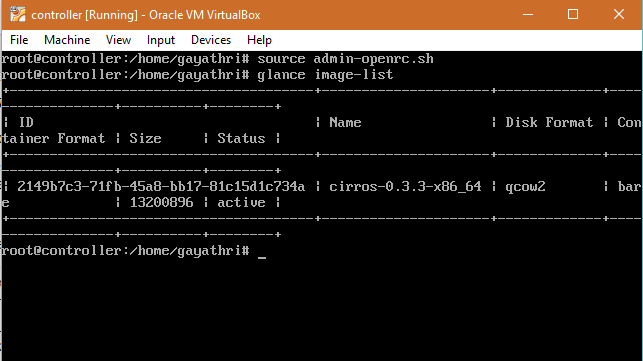 controller [Running] - Oracle VM VirtualBox
File Machine View Input Devices Help
root@controller:/home/gayathri# source admin-openrc.sh
root@controller:/home/gayathri# glance image-list
+--------------------------------------+---------------------+-------------+----
--------------+----------+--------+
| ID | Name | Disk Format | Con
tainer Format | Size | Status |
+--------------------------------------+---------------------+-------------+----
--------------+----------+--------+
| 2149b7c3-71fb-45a8-bb17-81c15d1c734a | cirros-0.3.3-x86_64 | qcow2 | bar
e | 13200896 | active |
+--------------------------------------+---------------------+-------------+----
--------------+----------+--------+
root@controller:/home/gayathri# _